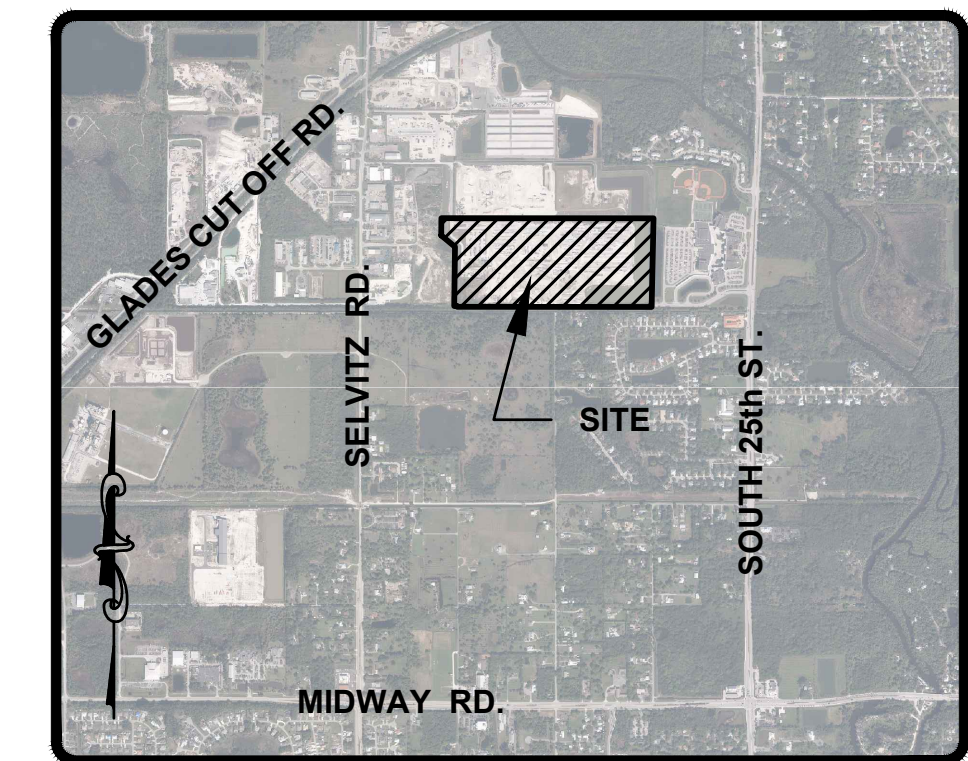 GLADES CUT OFF RD.
SELVITZ RD.
SITE
SOUTH 25th ST.
MIDWAY RD.